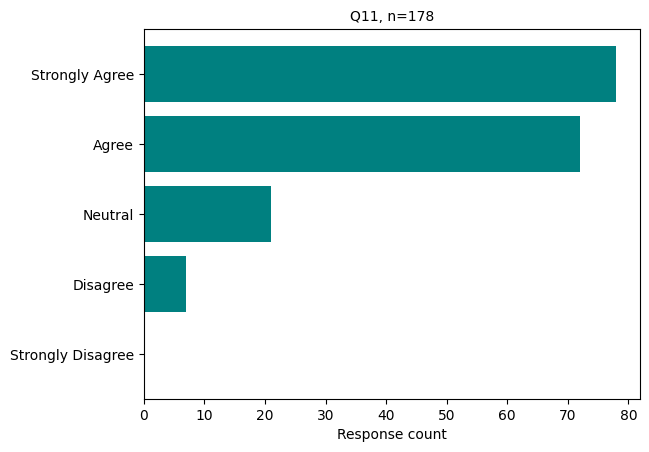 Q11, n=178
Strongly Agree
Agree
Neutral
Disagree
Strongly Disagree
0 10 20 30 40 50 60 70 80
Response count